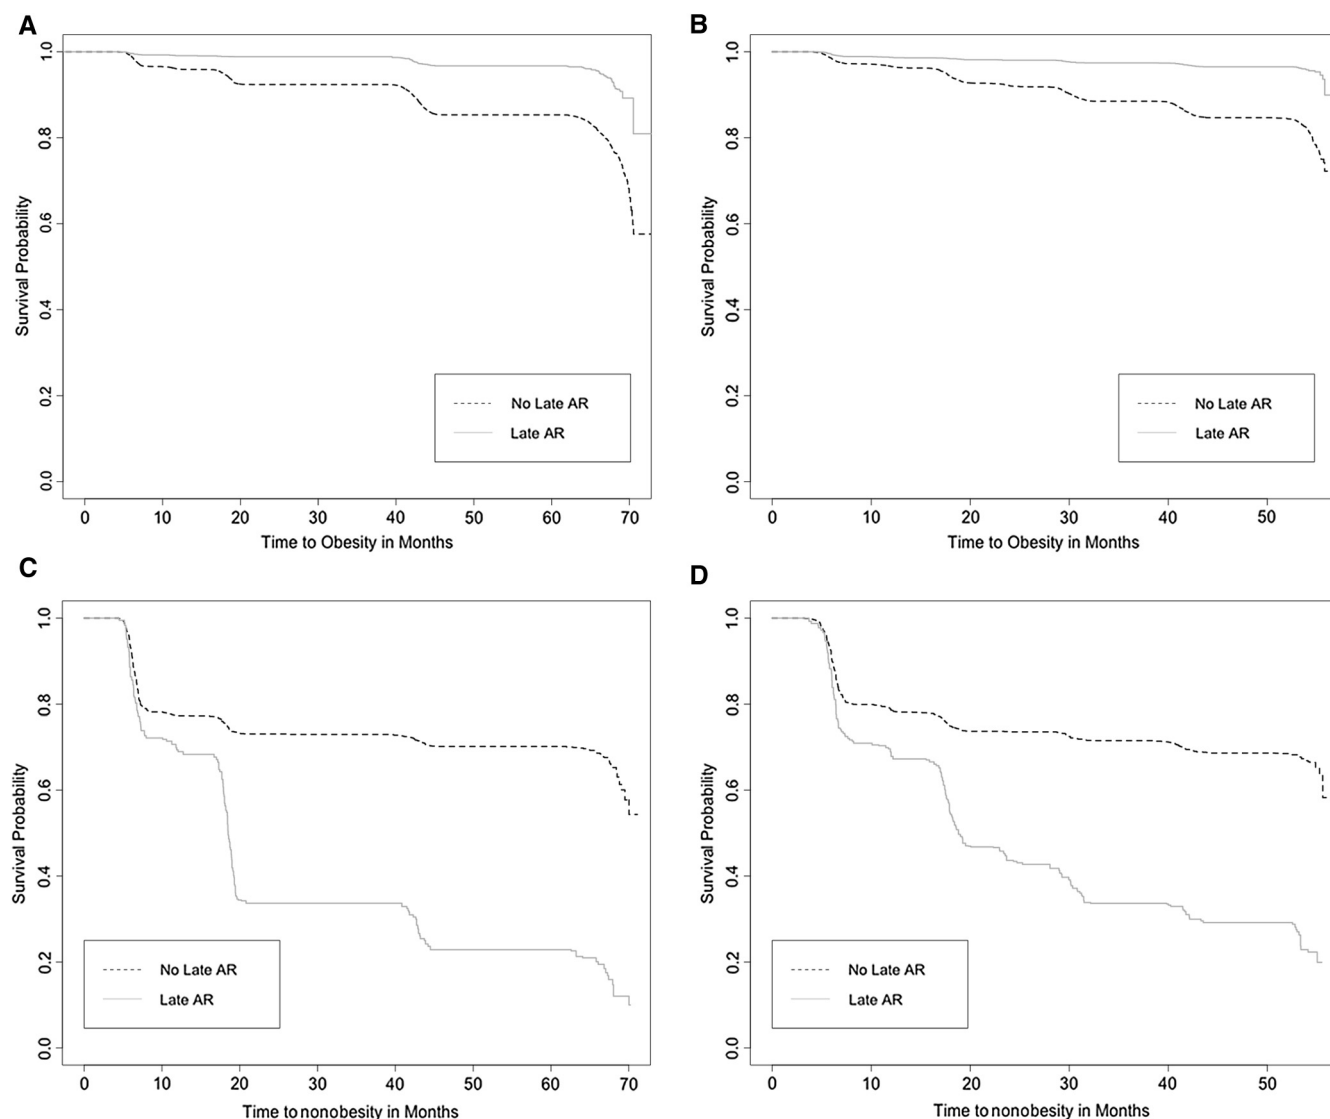 A
Survival Probability
1.0
0.8
0.6
0.4
0.2
0.0
No Late AR
Late AR
0 10 20 30 40 50 60 70
Time to Obesity in Months
B
Survival Probability
1.0
0.8
0.6
0.4
0.2
0.0
No Late AR
Late AR
0 10 20 30 40 50
Time to Obesity in Months
C
Survival Probability
1.0
0.8
0.6
0.4
0.2
0.0
No Late AR
Late AR
0 10 20 30 40 50 60 70
Time to nonobesity in Months
D
Survival Probability
1.0
0.8
0.6
0.4
0.2
0.0
No Late AR
Late AR
0 10 20 30 40 50
Time to nonobesity in Months